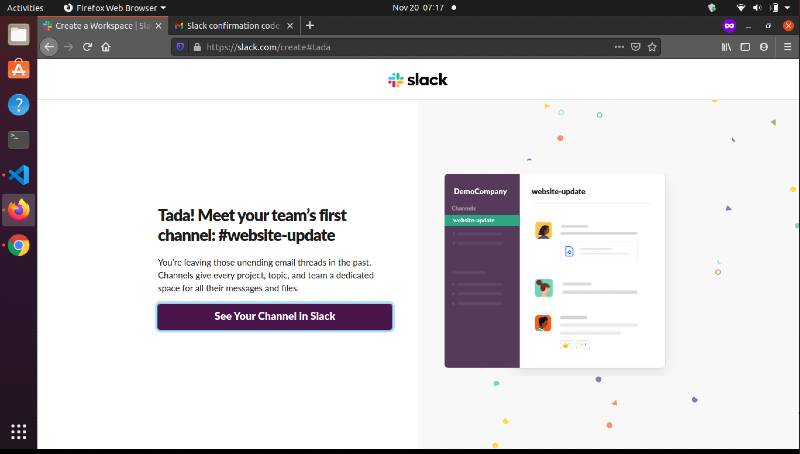 Activities
Firefox Web Browser
Nov 20 07:17
Create a Workspace | Sla
Slack confirmation code:
https://slack.com/create#tada
slack
Tada! Meet your team's first
channel: #website-update
You're leaving those unending email threads in the past.
Channels give every project, topic, and team a dedicated
space for all their messages and files.
See Your Channel in Slack
DemoCompany
Channels
website-update
website-update